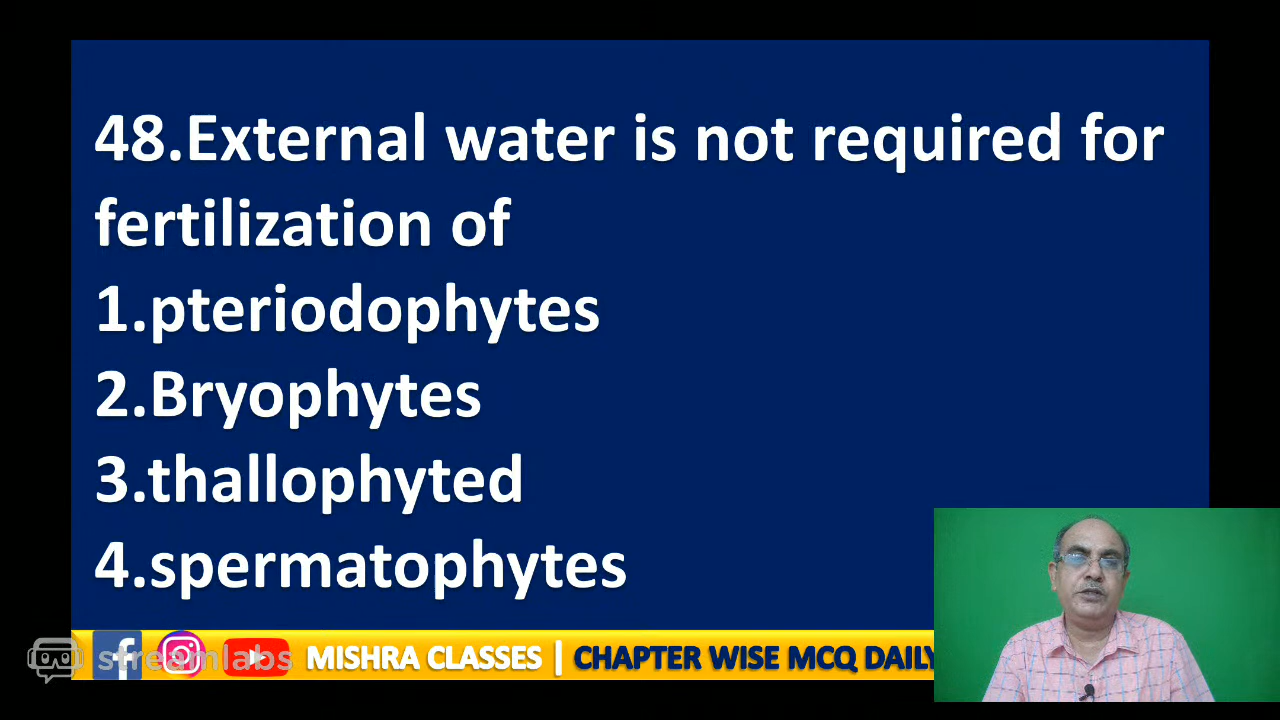 48.External water is not required for
fertilization of
1.pteriodophytes
2.Bryophytes
3.thallophyted
4.spermatophytes
streamlabs
MISHRA CLASSES | CHAPTER WISE MCQ DAILY